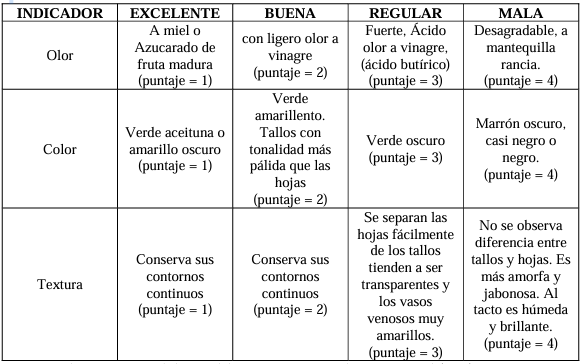 INDICADOR EXCELENTE BUENA REGULAR MALA
Olor
A miel o
Azucarado de
fruta madura
(puntaje = 1)
con ligero olor a
vinagre
(puntaje = 2)
Fuerte, Ácido
olor a vinagre,
(ácido butírico)
(puntaje = 3)
Desagradable, a
mantequilla
rancia.
(puntaje = 4)
Color
Verde aceituna o
amarillo oscuro
(puntaje = 1)
Verde
amarillento.
Tallos con
tonalidad más
pálida que las
hojas
(puntaje = 2)
Verde oscuro
(puntaje = 3)
Marrón oscuro,
casi negro o
negro.
(puntaje = 4)
Textura
Conserva sus
contornos
continuos
(puntaje = 1)
Conserva sus
contornos
continuos
(puntaje = 2)
Se separan las
hojas fácilmente
de los tallos
tienden a ser
transparentes y
los vasos
venosos muy
amarillos.
(puntaje = 3)
No se observa
diferencia entre
tallos y hojas. Es
más amorfa y
jabonosa. Al
tacto es húmeda
y brillante.
(puntaje = 4)